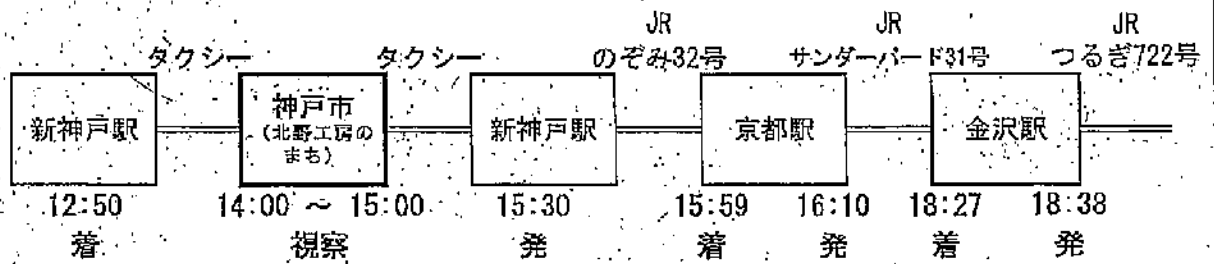 JR JR JR
タクシー タクシー のぞみ32号 サンダーバード31号 つるぎ722号
新神戸駅 神戸市 新神戸駅 京都駅 金沢駅
(北野工房の
まち)
12:50 14:00 ～ 15:00 15:30 15:59 16:10 18:27 18:38
着 視察 発 着 発 着 発